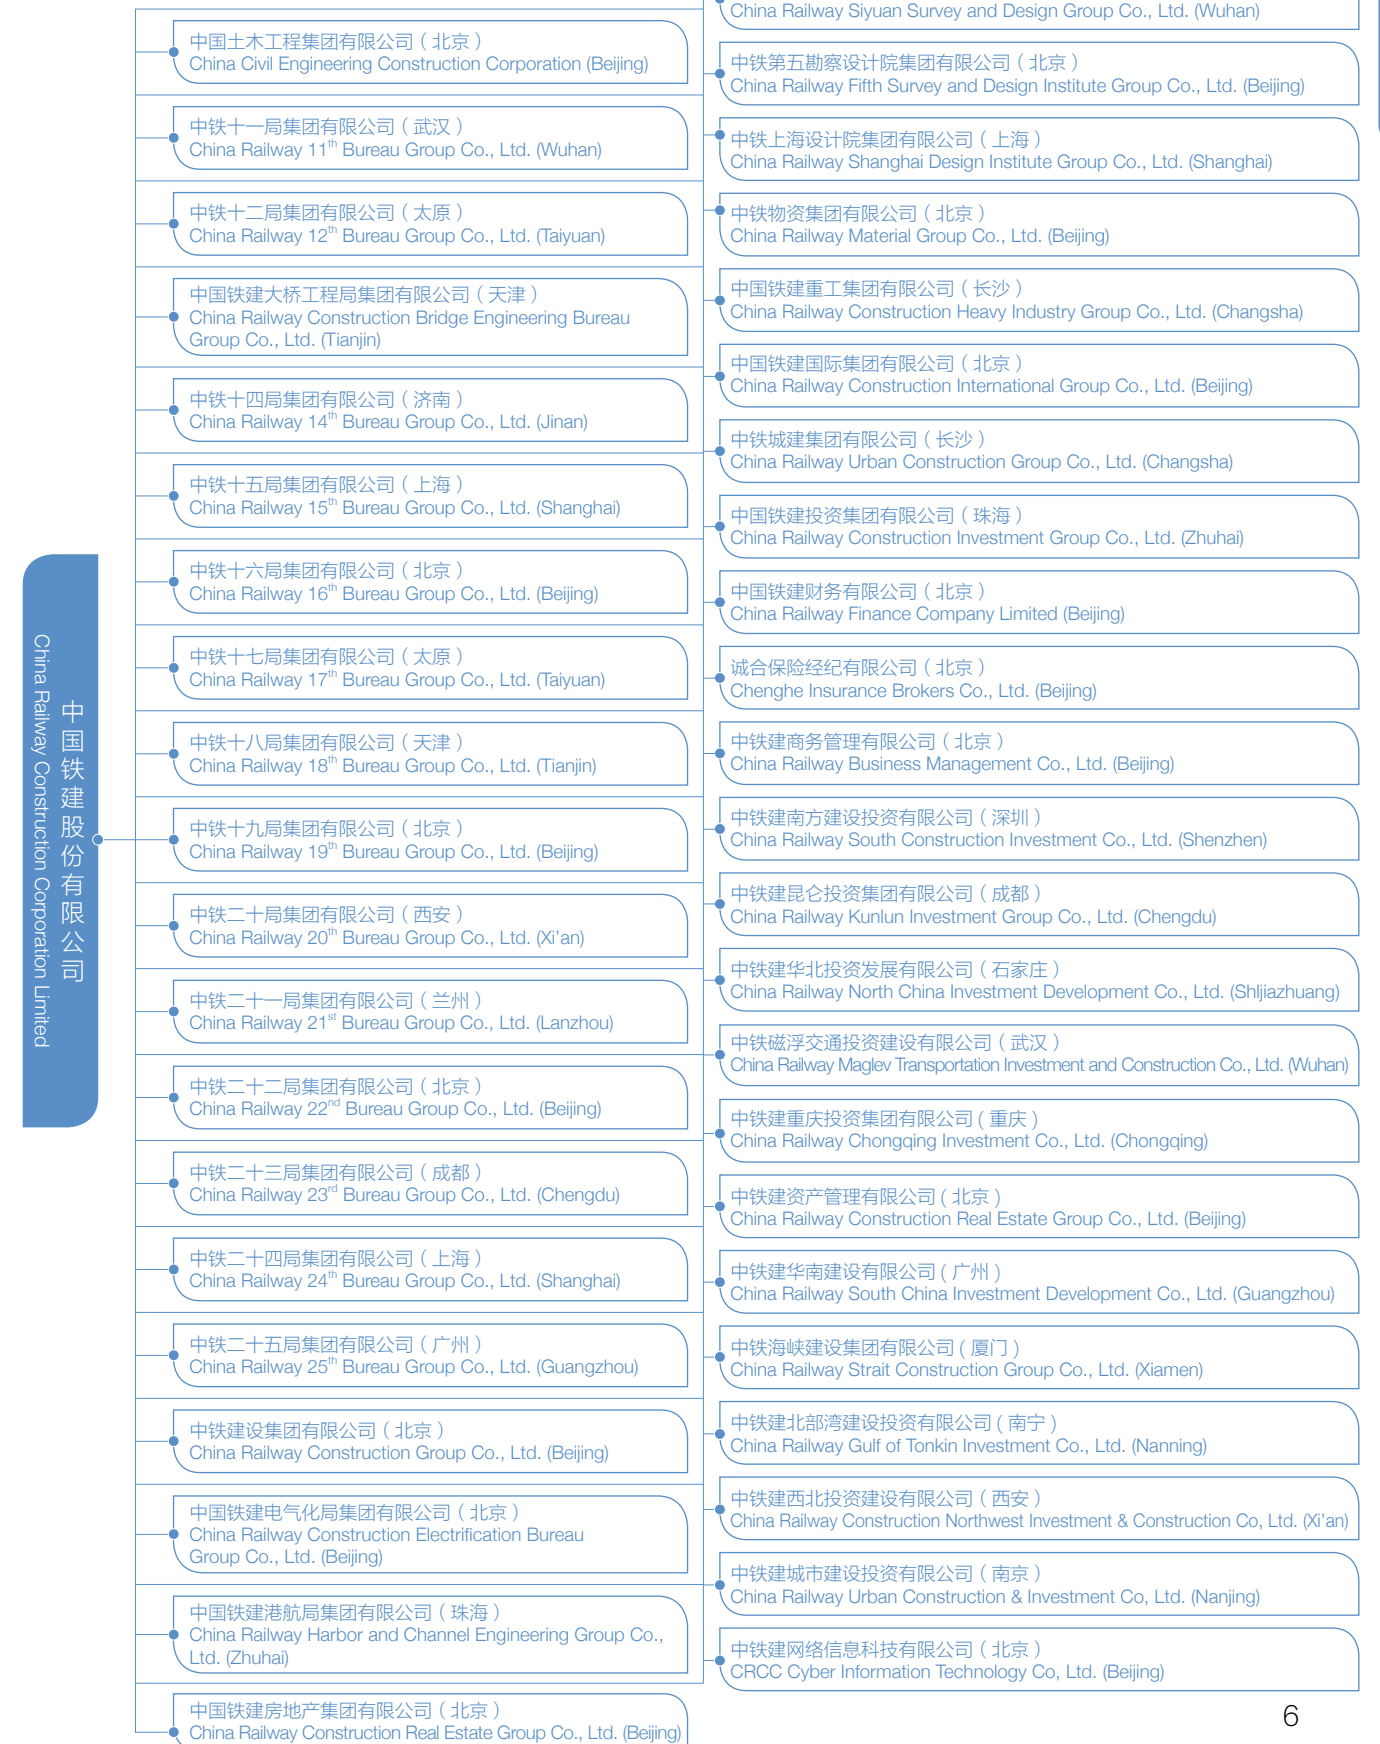 中国铁建股份有限公司
China Railway Construction Corporation Limited
中国土木工程集团有限公司（北京）
China Civil Engineering Construction Corporation (Beijing)
中铁十一局集团有限公司（武汉）
China Railway 11th Bureau Group Co., Ltd. (Wuhan)
中铁十二局集团有限公司（太原）
China Railway 12th Bureau Group Co., Ltd. (Taiyuan)
中国铁建大桥工程局集团有限公司（天津）
China Railway Construction Bridge Engineering Bureau
Group Co., Ltd. (Tianjin)
中铁十四局集团有限公司（济南）
China Railway 14th Bureau Group Co., Ltd. (Jinan)
中铁十五局集团有限公司（上海）
China Railway 15th Bureau Group Co., Ltd. (Shanghai)
中铁十六局集团有限公司（北京）
China Railway 16th Bureau Group Co., Ltd. (Beijing)
中铁十七局集团有限公司（太原）
China Railway 17th Bureau Group Co., Ltd. (Taiyuan)
中铁十八局集团有限公司（天津）
China Railway 18th Bureau Group Co., Ltd. (Tianjin)
中铁十九局集团有限公司（北京）
China Railway 19th Bureau Group Co., Ltd. (Beijing)
中铁二十局集团有限公司（西安）
China Railway 20th Bureau Group Co., Ltd. (Xi'an)
中铁二十一局集团有限公司（兰州）
China Railway 21st Bureau Group Co., Ltd. (Lanzhou)
中铁二十二局集团有限公司（北京）
China Railway 22nd Bureau Group Co., Ltd. (Beijing)
中铁二十三局集团有限公司（成都）
China Railway 23rd Bureau Group Co., Ltd. (Chengdu)
中铁二十四局集团有限公司（上海）
China Railway 24th Bureau Group Co., Ltd. (Shanghai)
中铁二十五局集团有限公司（广州）
China Railway 25th Bureau Group Co., Ltd. (Guangzhou)
中铁建设集团有限公司（北京）
China Railway Construction Group Co., Ltd. (Beijing)
中国铁建电气化局集团有限公司（北京）
China Railway Construction Electrification Bureau
Group Co., Ltd. (Beijing)
中国铁建港航局集团有限公司（珠海）
China Railway Harbor and Channel Engineering Group Co.,
Ltd. (Zhuhai)
中国铁建房地产集团有限公司（北京）
China Railway Construction Real Estate Group Co., Ltd. (Beijing)
China Railway Siyuan Survey and Design Group Co., Ltd. (Wuhan)
中铁第五勘察设计院集团有限公司（北京）
China Railway Fifth Survey and Design Institute Group Co., Ltd. (Beijing)
中铁上海设计院集团有限公司（上海）
China Railway Shanghai Design Institute Group Co., Ltd. (Shanghai)
中铁物资集团有限公司（北京）
China Railway Material Group Co., Ltd. (Beijing)
中国铁建重工集团有限公司（长沙）
China Railway Construction Heavy Industry Group Co., Ltd. (Changsha)
中国铁建国际集团有限公司（北京）
China Railway Construction International Group Co., Ltd. (Beijing)
中铁城建集团有限公司（长沙）
China Railway Urban Construction Group Co., Ltd. (Changsha)
中国铁建投资集团有限公司（珠海）
China Railway Construction Investment Group Co., Ltd. (Zhuhai)
中国铁建财务有限公司（北京）
China Railway Finance Company Limited (Beijing)
诚合保险经纪有限公司（北京）
Chenghe Insurance Brokers Co., Ltd. (Beijing)
中铁建商务管理有限公司（北京）
China Railway Business Management Co., Ltd. (Beijing)
中铁建南方建设投资有限公司（深圳）
China Railway South Construction Investment Co., Ltd. (Shenzhen)
中铁建昆仑投资集团有限公司（成都）
China Railway Kunlun Investment Group Co., Ltd. (Chengdu)
中铁建华北投资发展有限公司（石家庄）
China Railway North China Investment Development Co., Ltd. (Shljiazhuang)
中铁磁浮交通投资建设有限公司（武汉）
China Railway Maglev Transportation Investment and Construction Co., Ltd. (Wuhan)
中铁建重庆投资集团有限公司(重庆)
China Railway Chongqing Investment Co., Ltd. (Chongqing)
中铁建资产管理有限公司(北京)
China Railway Construction Real Estate Group Co., Ltd. (Beijing)
中铁建华南建设有限公司(广州)
China Railway South China Investment Development Co., Ltd. (Guangzhou)
中铁海峡建设集团有限公司(厦门)
China Railway Strait Construction Group Co., Ltd. (Xiamen)
中铁建北部湾建设投资有限公司(南宁)
China Railway Gulf of Tonkin Investment Co., Ltd. (Nanning)
中铁建西北投资建设有限公司（西安）
China Railway Construction Northwest Investment & Construction Co, Ltd. (Xi'an)
中铁建城市建设投资有限公司（南京）
China Railway Urban Construction & Investment Co, Ltd. (Nanjing)
中铁建网络信息科技有限公司（北京）
CRCC Cyber Information Technology Co, Ltd. (Beijing)
6